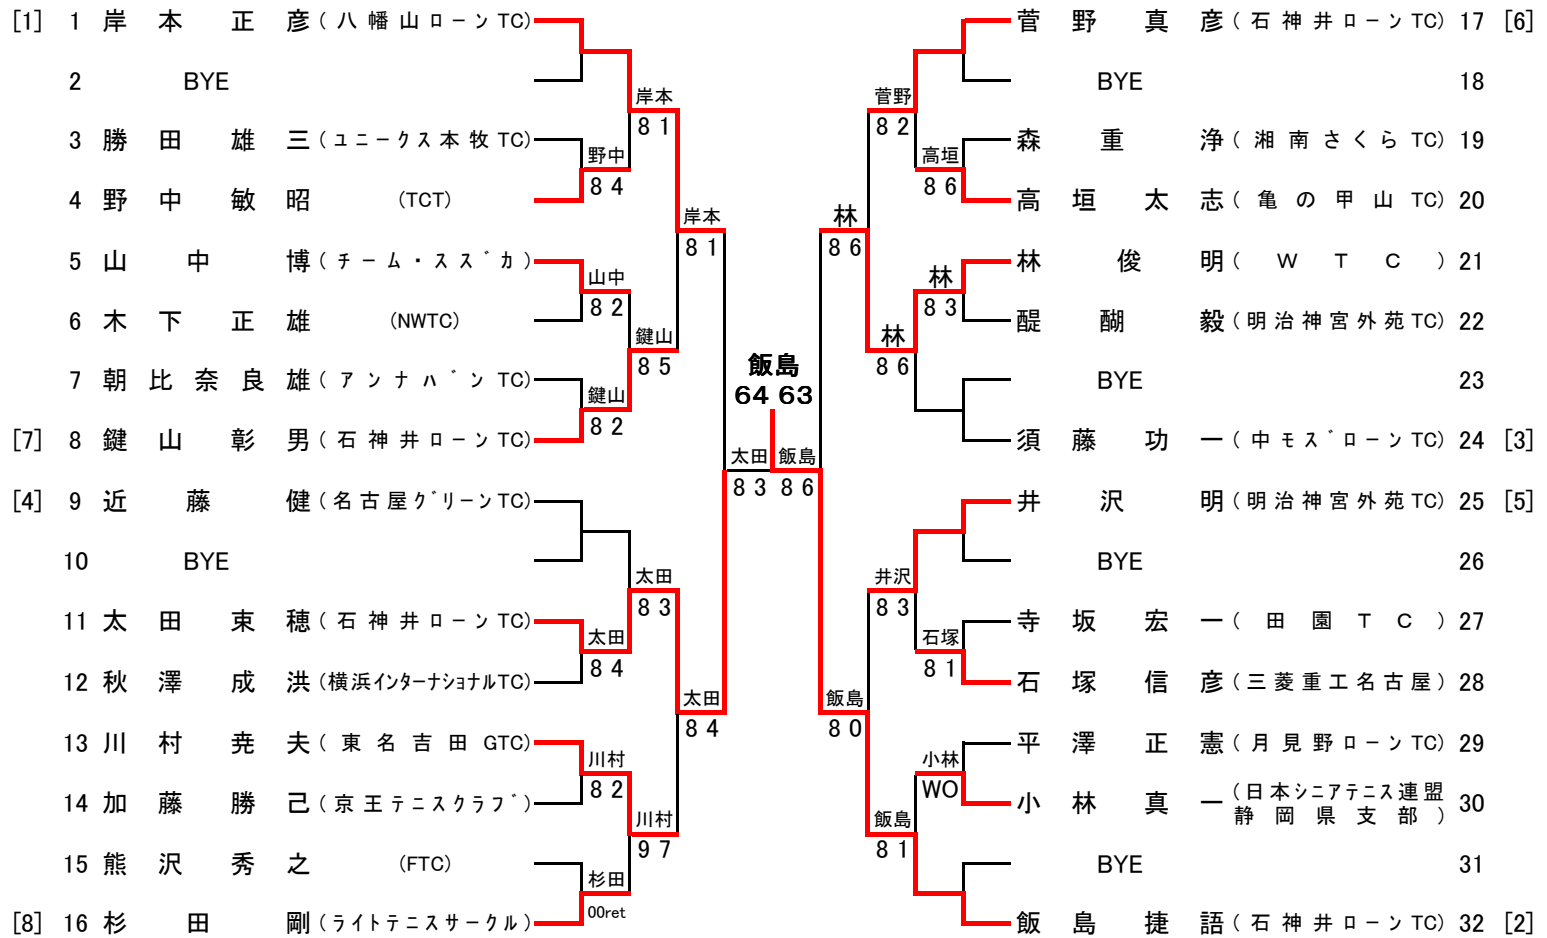 [1] 1 岸本正彦(八幡山ローンTC)
2 BYE
3 勝田雄三(ユニークス本牧TC)
4 野中敏昭 (TCT)
5 山中博(チーム・スズカ)
6 木下正雄 (NWTC)
7 朝比奈良雄(アンナバンTC)
[7] 8 鍵山彰男(石神井ローンTC)
[4] 9 近藤健(名古屋グリーンTC)
10 BYE
11 太田束穂(石神井ローンTC)
12 秋澤成洪(横浜インターナショナルTC)
13 川村尭夫(東名吉田GTC)
14 加藤勝己(京王テニスクラブ)
15 熊沢秀之 (FTC)
[8] 16 杉田剛(ライトテニスサークル)
野中
84
山中
82
鍵山
82
太田
84
川村
82
杉田
00ret
岸本
81
鍵山
85
太田
83
川村
97
岸本
81
太田
84
太田
83
飯島
64 63
飯島
86
林
86
飯島
80
菅野
82
林
86
井沢
83
飯島
81
高垣
86
林
83
石塚
81
小林
WO
菅野真彦(石神井ローンTC) 17 [6]
BYE 18
森重浄(湘南さくらTC) 19
高垣太志(亀の甲山TC) 20
林俊明(WTC) 21
醍醐毅(明治神宮外苑TC) 22
BYE 23
須藤功一(中モズローンTC) 24 [3]
井沢明(明治神宮外苑TC) 25 [5]
BYE 26
寺坂宏一(田園TC) 27
石塚信彦(三菱重工名古屋) 28
平澤正憲(月見野ローンTC) 29
小林真一(日本シニアテニス連盟
静岡県支部) 30
BYE 31
飯島捷語(石神井ローンTC) 32 [2]